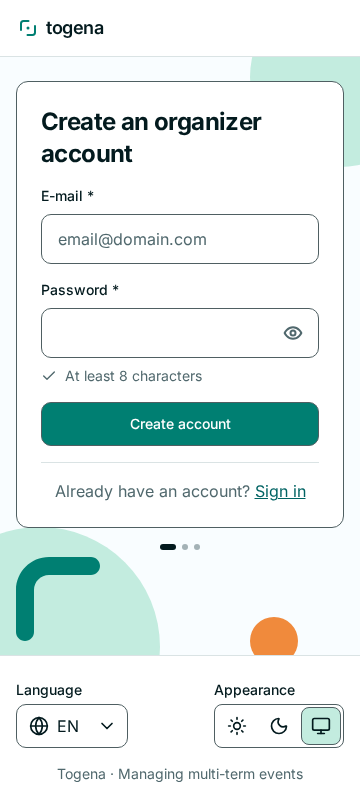 togena
Create an organizer
account
E-mail *
email@domain.com
Password *
At least 8 characters
Create account
Already have an account? Sign in
Language
Appearance
EN
Togena · Managing multi-term events